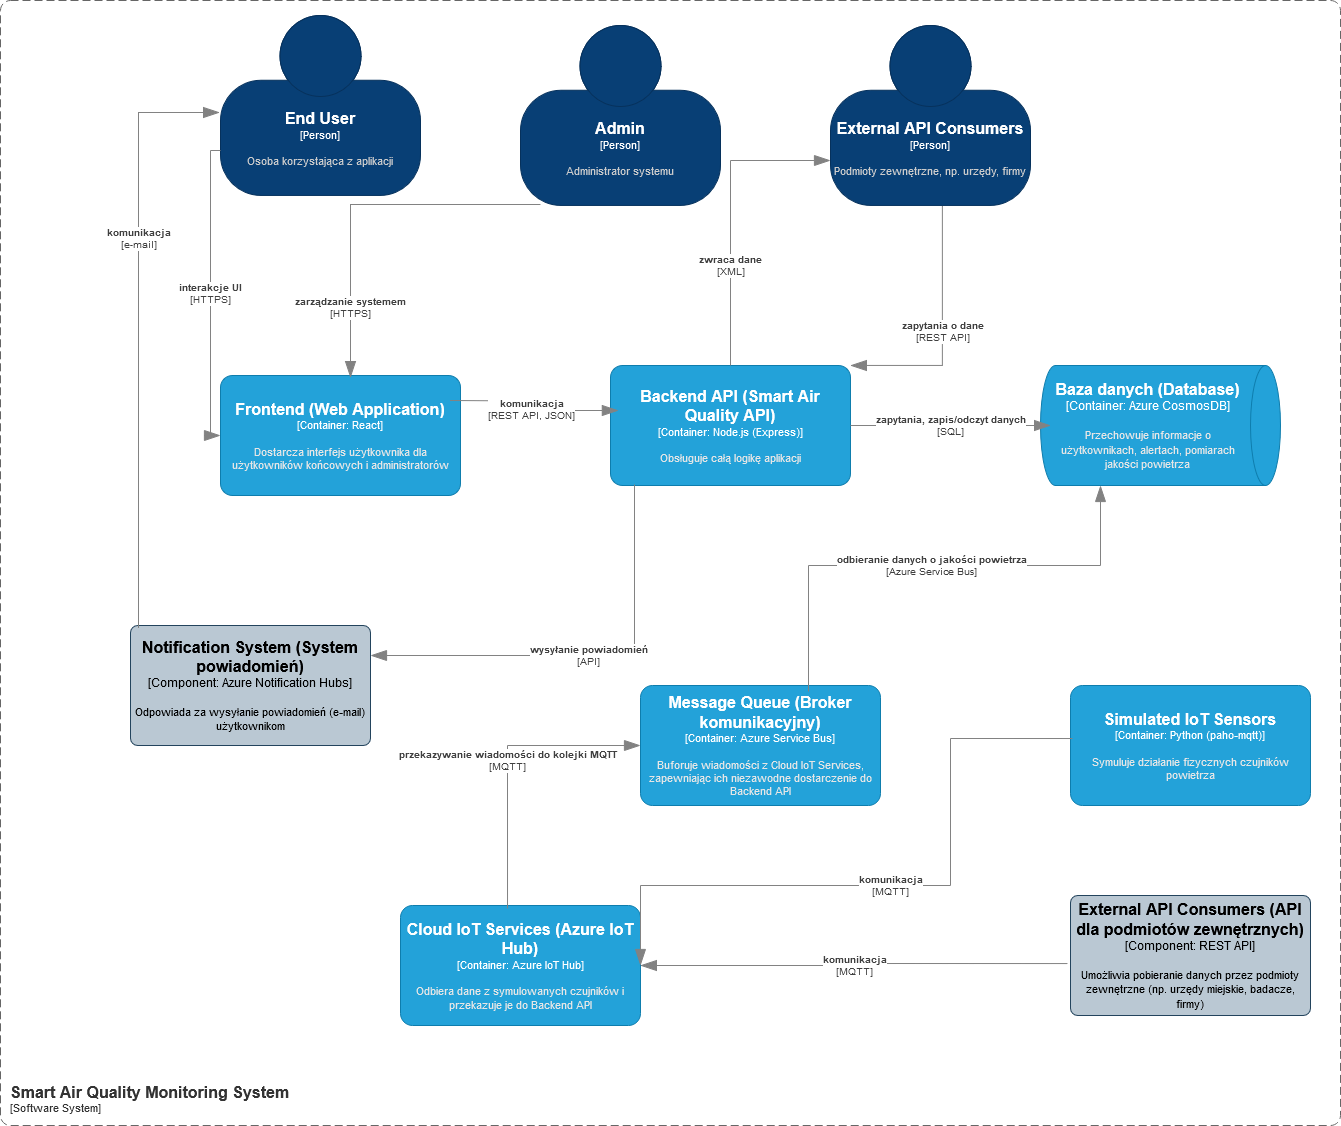 End User
[Person]
Osoba korzystająca z aplikacji
Admin
[Person]
Administrator systemu
External API Consumers
[Person]
Podmioty zewnętrzne, np. urzędy, firmy
komunikacja
[e-mail]
interakcje UI
[HTTPS]
zarządzanie systemem
[HTTPS]
zwraca dane
[XML]
zapytania o dane
[REST API]
Frontend (Web Application)
[Container: React]
Dostarcza interfejs użytkownika dla
użytkowników końcowych i administratorów
komunikacja
[REST API, JSON]
Backend API (Smart Air
Quality API)
[Container: Node.js (Express)]
Obsługuje całą logikę aplikacji
zapytania, zapis/odczyt danych
[SQL]
Baza danych (Database)
[Container: Azure CosmosDB]
Przechowuje informacje o
użytkownikach, alertach, pomiarach
jakości powietrza
odbieranie danych o jakości powietrza
[Azure Service Bus]
Notification System (System
powiadomień)
[Component: Azure Notification Hubs]
Odpowiada za wysyłanie powiadomień (e-mail)
użytkownikom
wysyłanie powiadomień
[API]
Message Queue (Broker
komunikacyjny)
[Container: Azure Service Bus]
Buforuje wiadomości z Cloud IoT Services,
zapewniając ich niezawodne dostarczenie do
Backend API
Simulated IoT Sensors
[Container: Python (paho-mqtt)]
Symuluje działanie fizycznych czujników
powietrza
przekazywanie wiadomości do kolejki MQTT
[MQTT]
komunikacja
[MQTT]
Cloud IoT Services (Azure IoT
Hub)
[Container: Azure IoT Hub]
Odbiera dane z symulowanych czujników i
przekazuje je do Backend API
komunikacja
[MQTT]
External API Consumers (API
dla podmiotów zewnętrznych)
[Component: REST API]
Umożliwia pobieranie danych przez podmioty
zewnętrzne (np. urzędy miejskie, badacze,
firmy)
Smart Air Quality Monitoring System
[Software System]